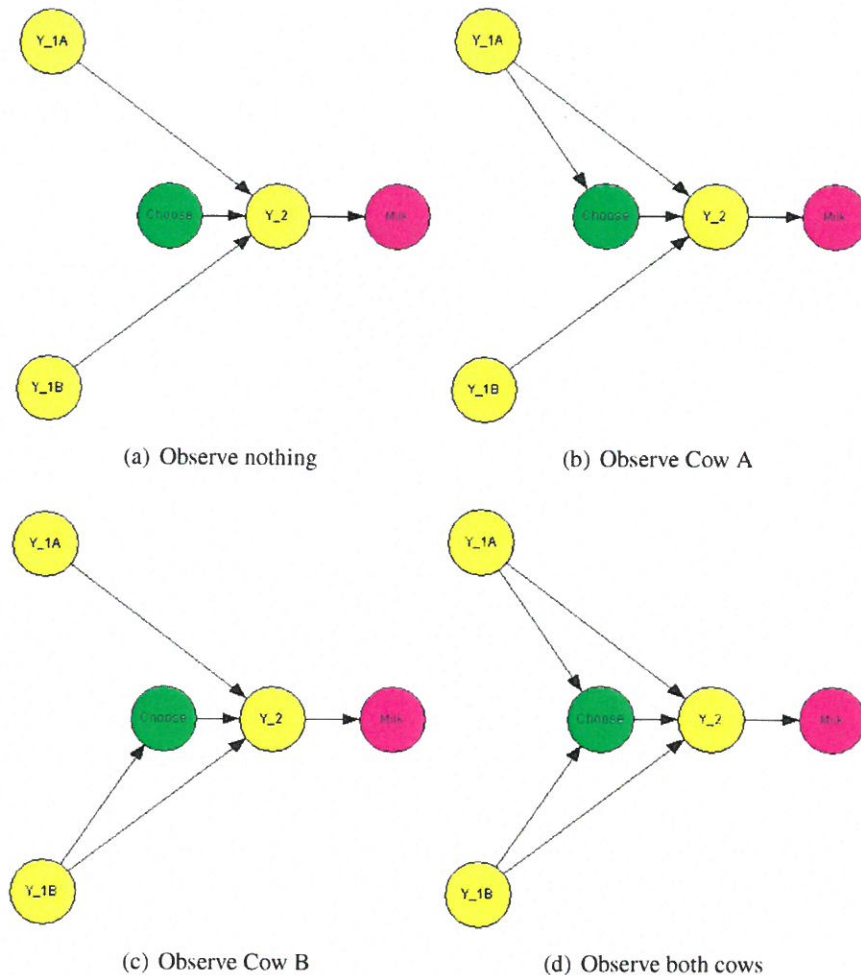 Y_1A
Choose
Y_2
Milk
Y_1B
(a) Observe nothing
Y_1A
Choose
Y_2
Milk
Y_1B
(b) Observe Cow A
Y_1A
Choose
Y_2
Milk
Y_1B
(c) Observe Cow B
Y_1A
Choose
Y_2
Milk
Y_1B
(d) Observe both cows